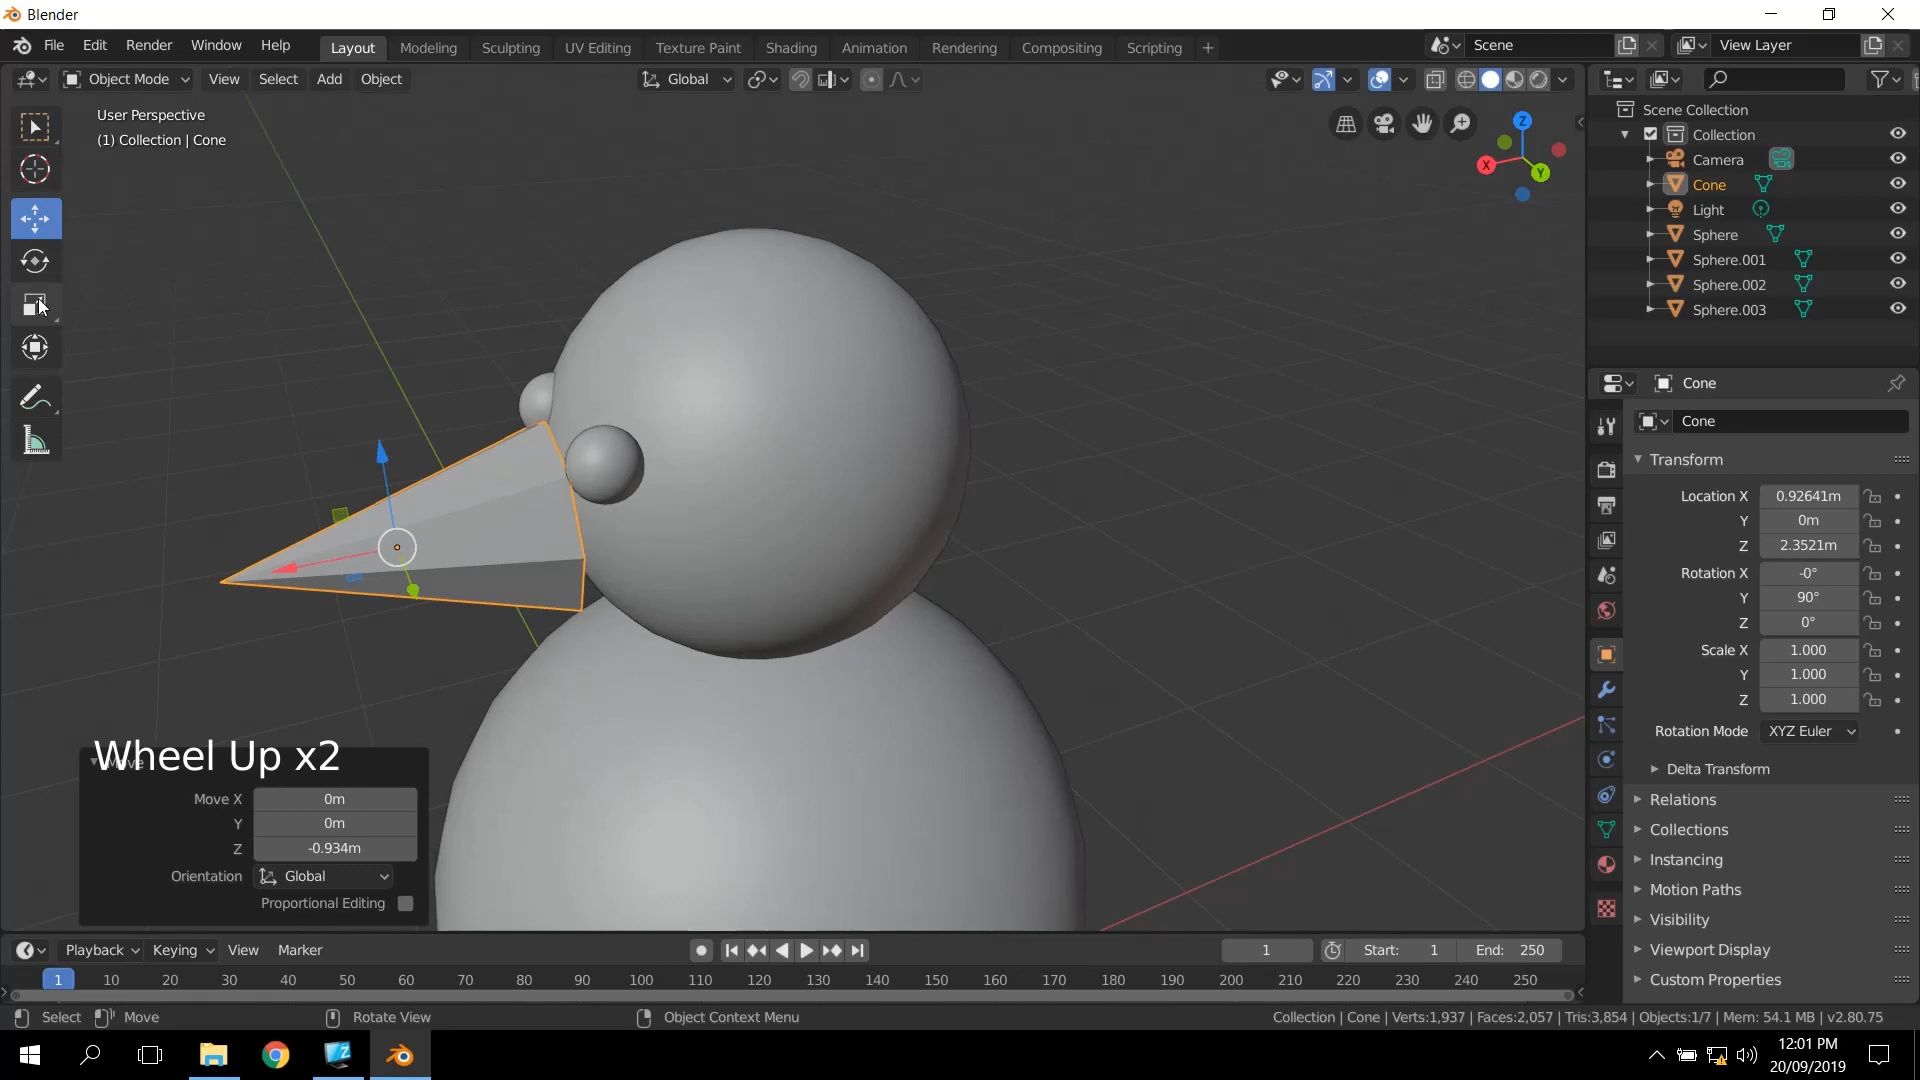 Blender
File Edit Render Window Help Layout Modeling Sculpting UV Editing Texture Paint Shading Animation Rendering Compositing Scripting + Scene View Layer
Object Mode View Select Add Object Global
User Perspective
(1) Collection | Cone
Z
X
Y
Scene Collection
Collection
Camera
Cone
Light
Sphere
Sphere.001
Sphere.002
Sphere.003
Cone
Cone
Transform
Location X 0.92641m
Y 0m
Z 2.3521m
Rotation X -0°
Y 90°
Z 0°
Scale X 1.000
Y 1.000
Z 1.000
Rotation Mode XYZ Euler
Delta Transform
Relations
Collections
Instancing
Motion Paths
Visibility
Viewport Display
Custom Properties
Wheel Up x2
Move
Move X 0m
Y 0m
Z -0.934m
Orientation Global
Proportional Editing
Playback Keying View Marker 1 Start: 1 End: 250
1 10 20 30 40 50 60 70 80 90 100 110 120 130 140 150 160 170 180 190 200 210 220 230 240 250
Select Move Rotate View Object Context Menu Collection | Cone | Verts:1,937 | Faces:2,057 | Tris:3,854 | Objects:1/7 | Mem: 54.1 MB | v2.80.75
12:01 PM
20/09/2019